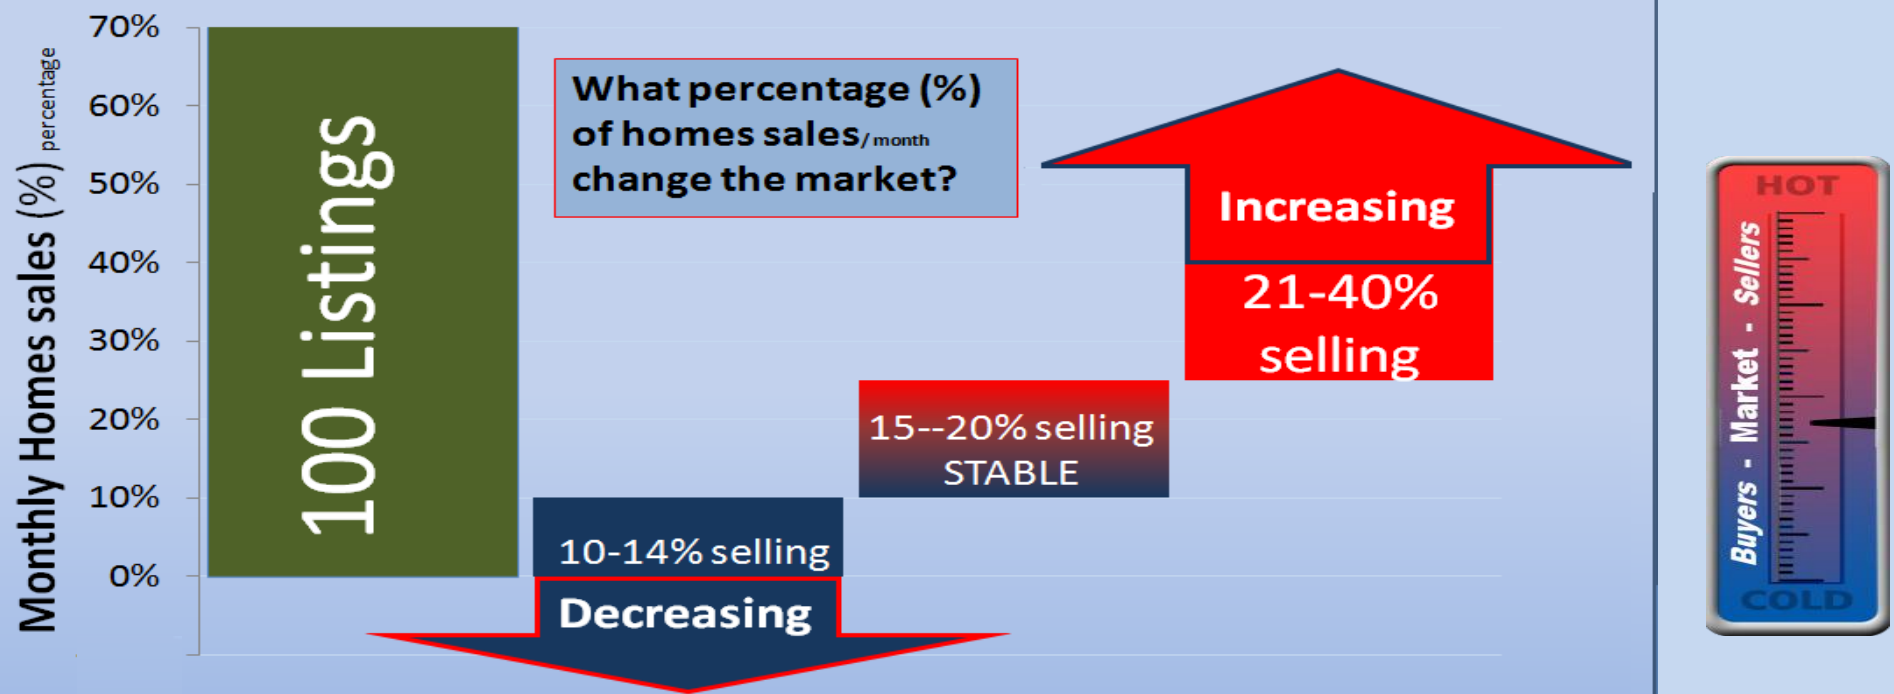 Monthly Homes sales (%) percentage
70%
60%
50%
40%
30%
20%
10%
0%
100 Listings
What percentage (%)
of homes sales/month
change the market?
10-14% selling
Decreasing
15--20% selling
STABLE
Increasing
21-40%
selling
HOT
Buyers - Market - Sellers
COLD